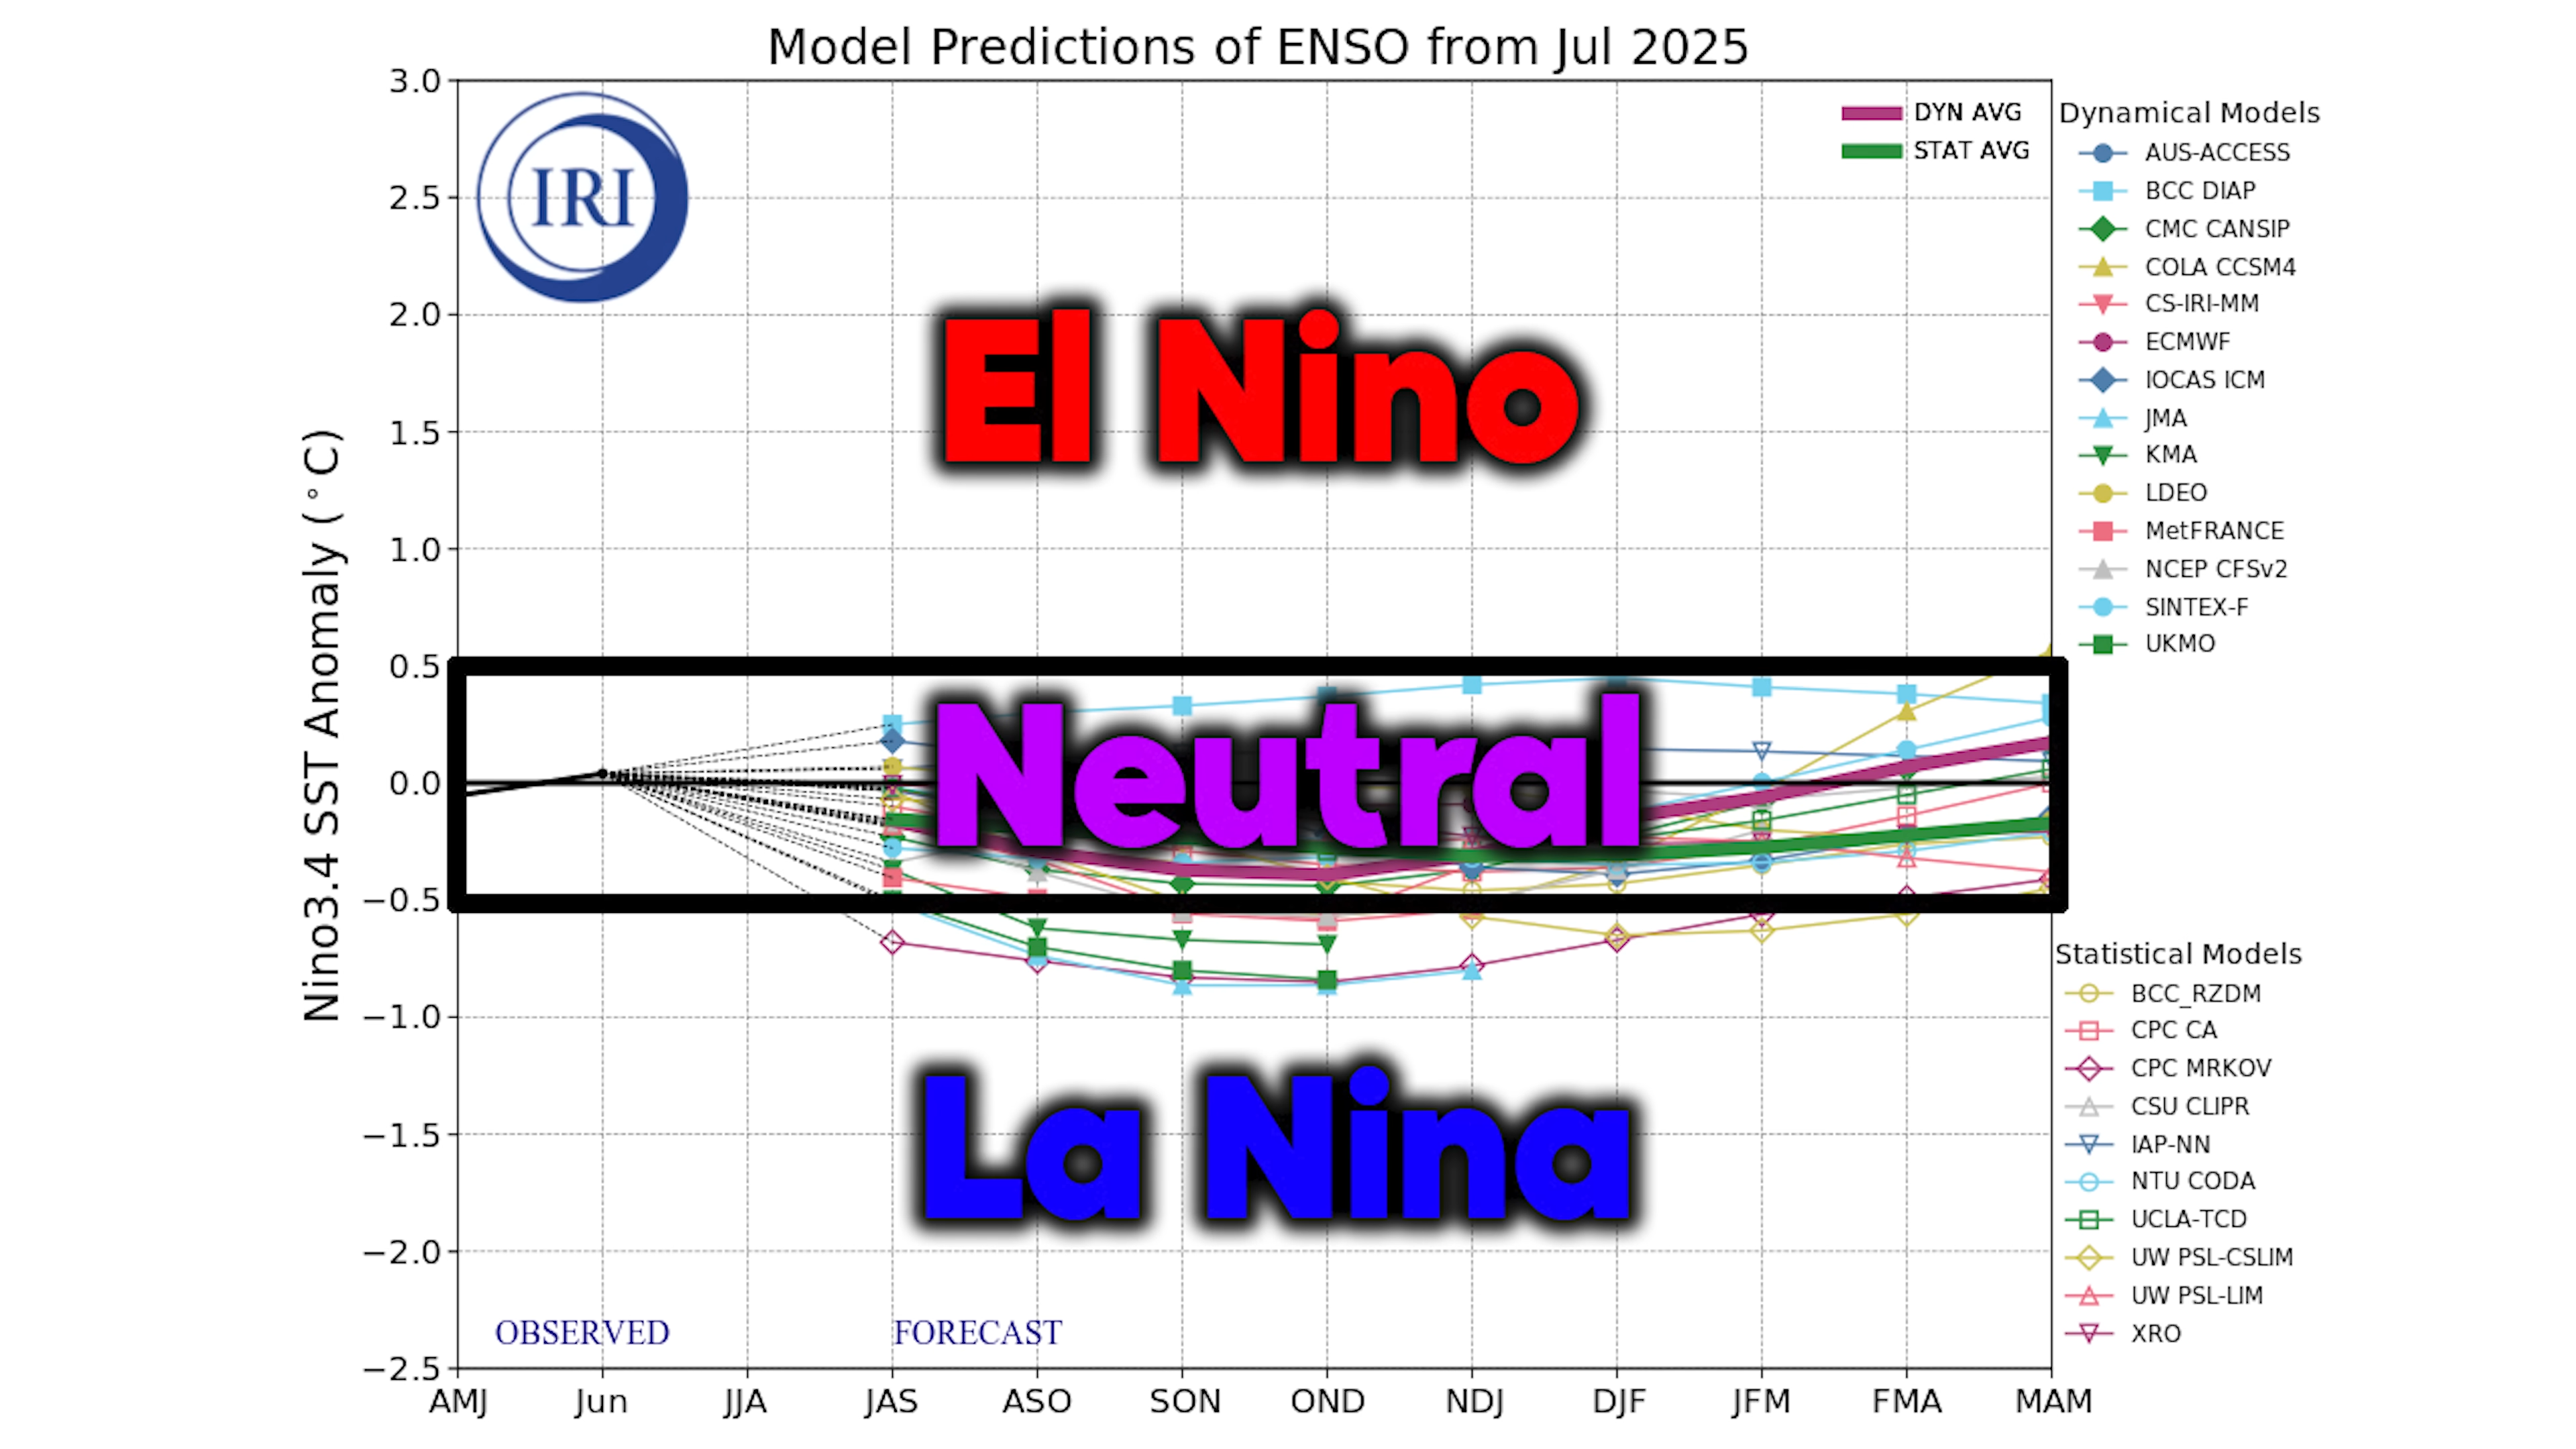 Model Predictions of ENSO from Jul 2025
3.0
2.5
2.0
1.5
1.0
0.5
0.0
−0.5
−1.0
−1.5
−2.0
−2.5
Nino3.4 SST Anomaly (°C)
IRI
DYN AVG
STAT AVG
El Nino
Neutral
La Nina
OBSERVED
FORECAST
AMJ Jun JJA JAS ASO SON OND NDJ DJF JFM FMA MAM
Dynamical Models
AUS-ACCESS
BCC DIAP
CMC CANSIP
COLA CCSM4
CS-IRI-MM
ECMWF
IOCAS ICM
JMA
KMA
LDEO
MetFRANCE
NCEP CFSv2
SINTEX-F
UKMO
Statistical Models
BCC_RZDM
CPC CA
CPC MRKOV
CSU CLIPR
IAP-NN
NTU CODA
UCLA-TCD
UW PSL-CSLIM
UW PSL-LIM
XRO